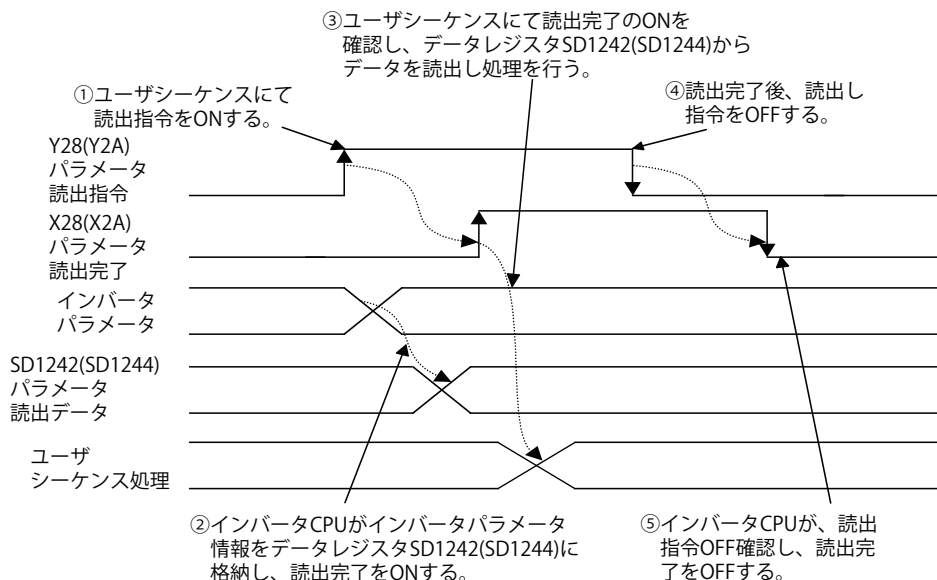 ③ユーザシーケンスにて読出完了のONを
確認し、データレジスタSD1242(SD1244)から
データを読出し処理を行う。
①ユーザシーケンスにて
読出指令をONする。
④読出完了後、読出し
指令をOFFする。
Y28(Y2A)
パラメータ
読出指令
X28(X2A)
パラメータ
読出完了
インバータ
パラメータ
SD1242(SD1244)
パラメータ
読出データ
ユーザ
シーケンス処理
②インバータCPUがインバータパラメータ
情報をデータレジスタSD1242(SD1244)に
格納し、読出完了をONする。
⑤インバータCPUが、読出
指令OFF確認し、読出完
了をOFFする。